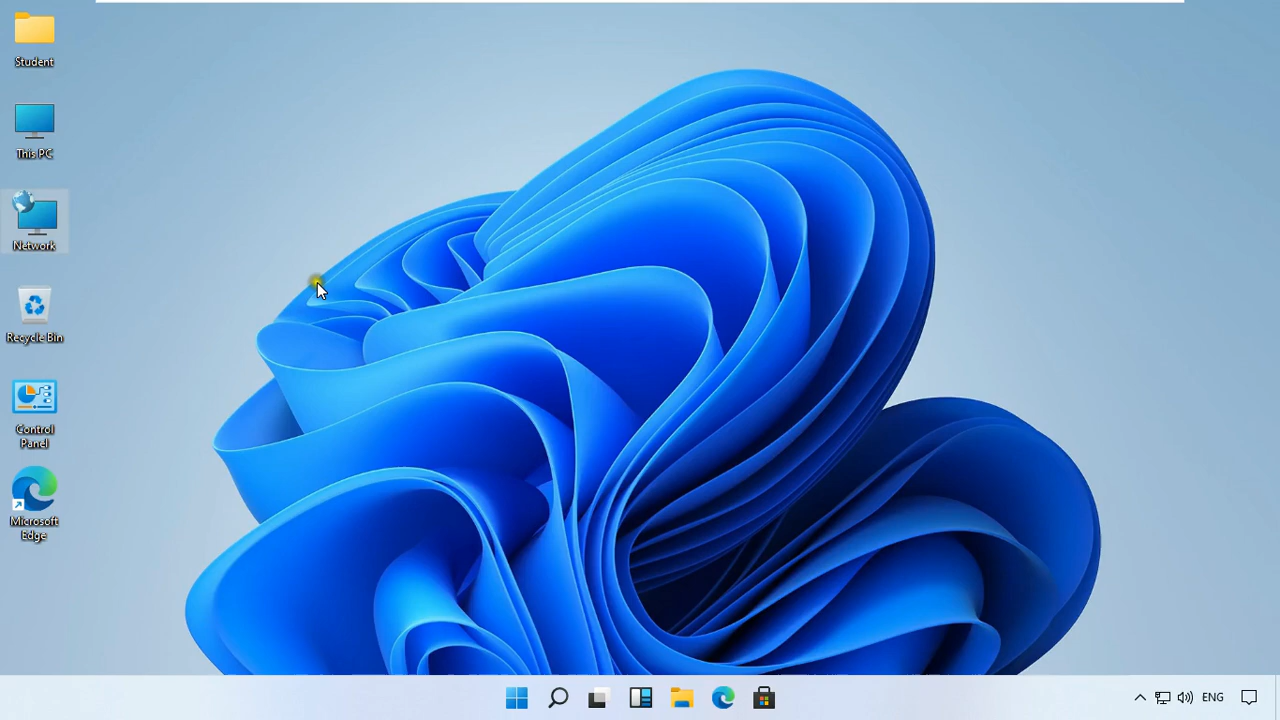 Student
This PC
Network
Recycle Bin
Control
Panel
Microsoft
Edge
ENG